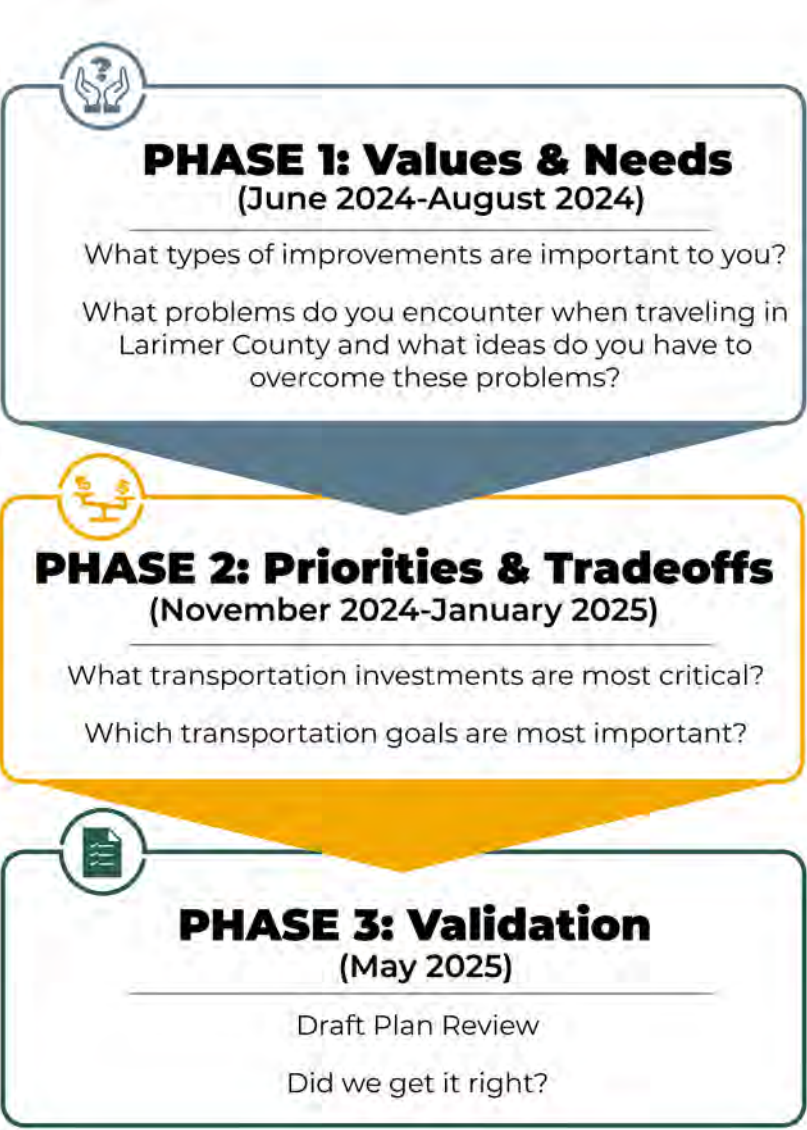 PHASE 1: Values & Needs
(June 2024-August 2024)
What types of improvements are important to you?
What problems do you encounter when traveling in
Larimer County and what ideas do you have to
overcome these problems?
PHASE 2: Priorities & Tradeoffs
(November 2024-January 2025)
What transportation investments are most critical?
Which transportation goals are most important?
PHASE 3: Validation
(May 2025)
Draft Plan Review
Did we get it right?